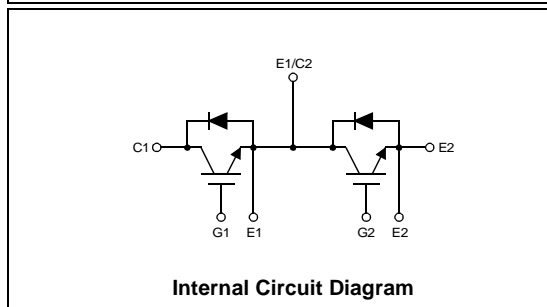 E1/C2
C1
E2
G1
E1
G2
E2
Internal Circuit Diagram